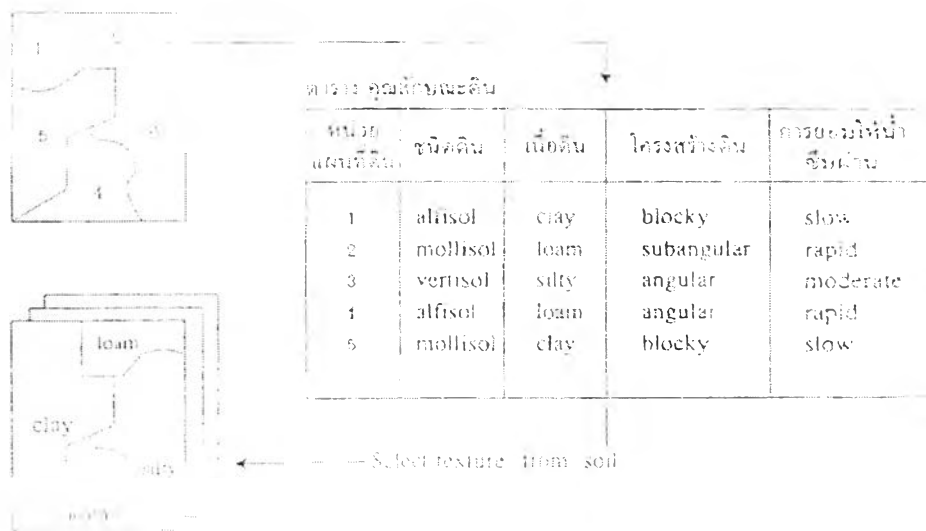 1
ตาราง คุณลักษณะดิน
หน่วย แผนที่ดิน ชนิดดิน เนื้อดิน โครงสร้างดิน การยอมให้น้ำ ซึมผ่าน
1 alfisol clay blocky slow
2 mollisol loam subangular rapid
3 vertisol silty angular moderate
4 alfisol loam angular rapid
5 mollisol clay blocky slow
5
4
loam
clay
silty
Select texture from soil